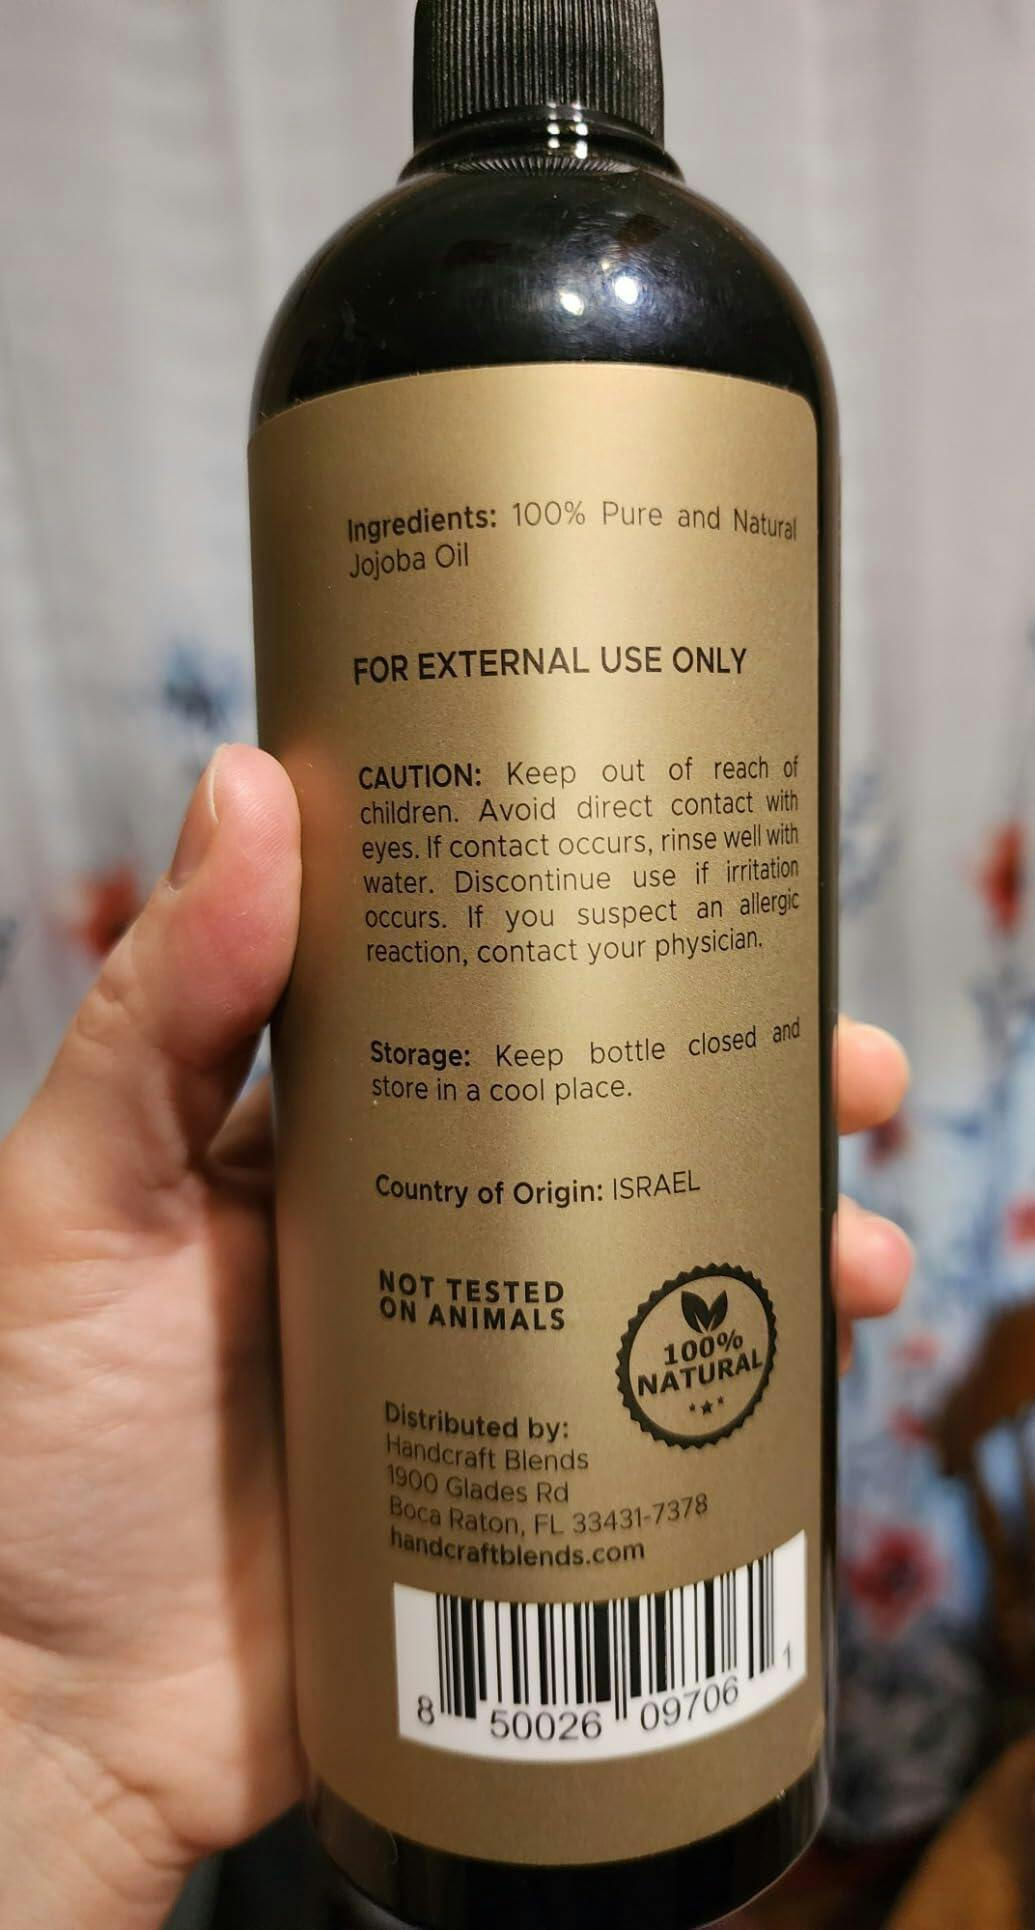 Ingredients: 100% Pure and Natural
Jojoba Oil
FOR EXTERNAL USE ONLY
CAUTION: Keep out of reach of
children. Avoid direct contact with
eyes. If contact occurs, rinse well with
water. Discontinue use if irritation
occurs. If you suspect an allergic
reaction, contact your physician.
Storage: Keep bottle closed and
store in a cool place.
Country of Origin: ISRAEL
NOT TESTED
ON ANIMALS
100%
NATURAL
Distributed by:
Handcraft Blends
1900 Glades Rd
Boca Raton, FL 33431-7378
handcraftblends.com
8 50026 09706 1